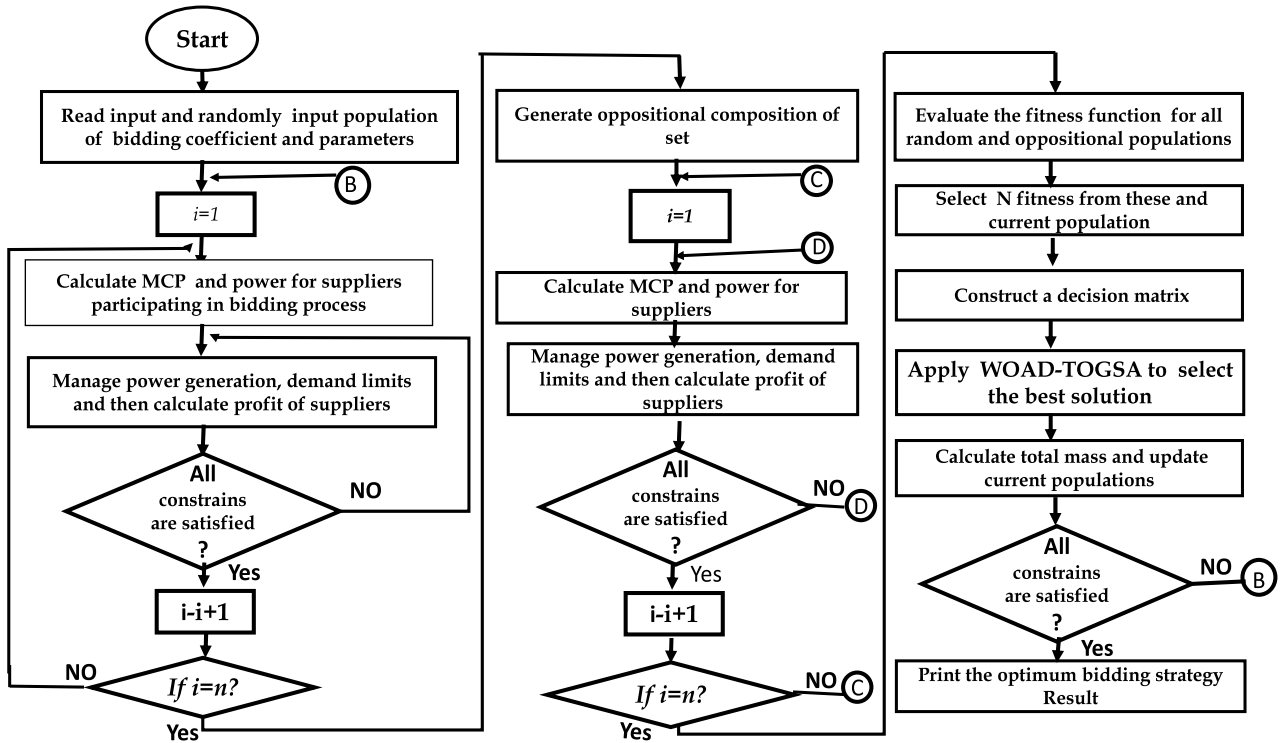 Start
Read input and randomly input population
of bidding coefficient and parameters
B
i=1
Calculate MCP and power for suppliers
participating in bidding process
Manage power generation, demand limits
and then calculate profit of suppliers
All
constrains
are satisfied
?
NO
Yes
i-i+1
If i=n?
NO
Yes
Generate oppositional composition of
set
C
i=1
D
Calculate MCP and power for
suppliers
Manage power generation, demand
limits and then calculate profit of
suppliers
All
constrains
are satisfied
?
NO
D
Yes
i-i+1
If i=n?
NO
C
Yes
Evaluate the fitness function for all
random and oppositional populations
Select N fitness from these and
current population
Construct a decision matrix
Apply WOAD-TOGSA to select
the best solution
Calculate total mass and update
current populations
All
constrains
are satisfied
?
NO
B
Yes
Print the optimum bidding strategy
Result